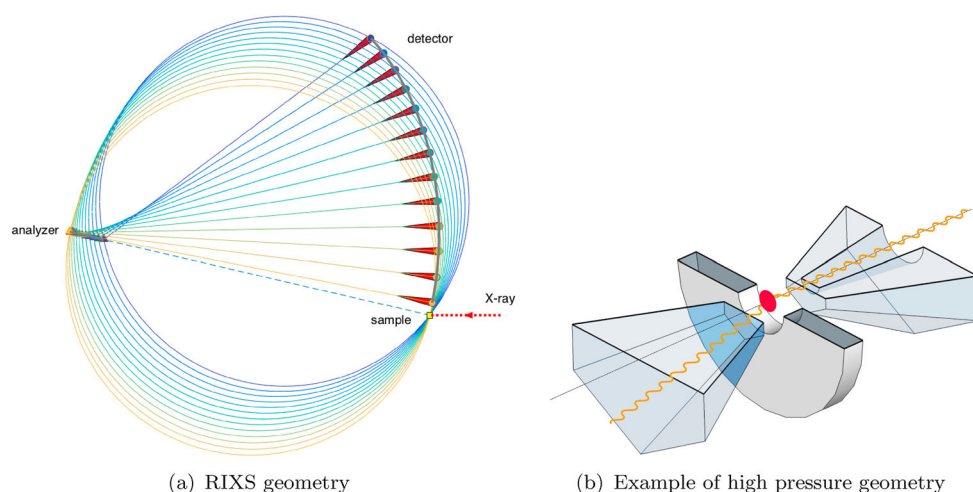 detector
analyzer
X-ray
sample
(a) RIXS geometry
(b) Example of high pressure geometry